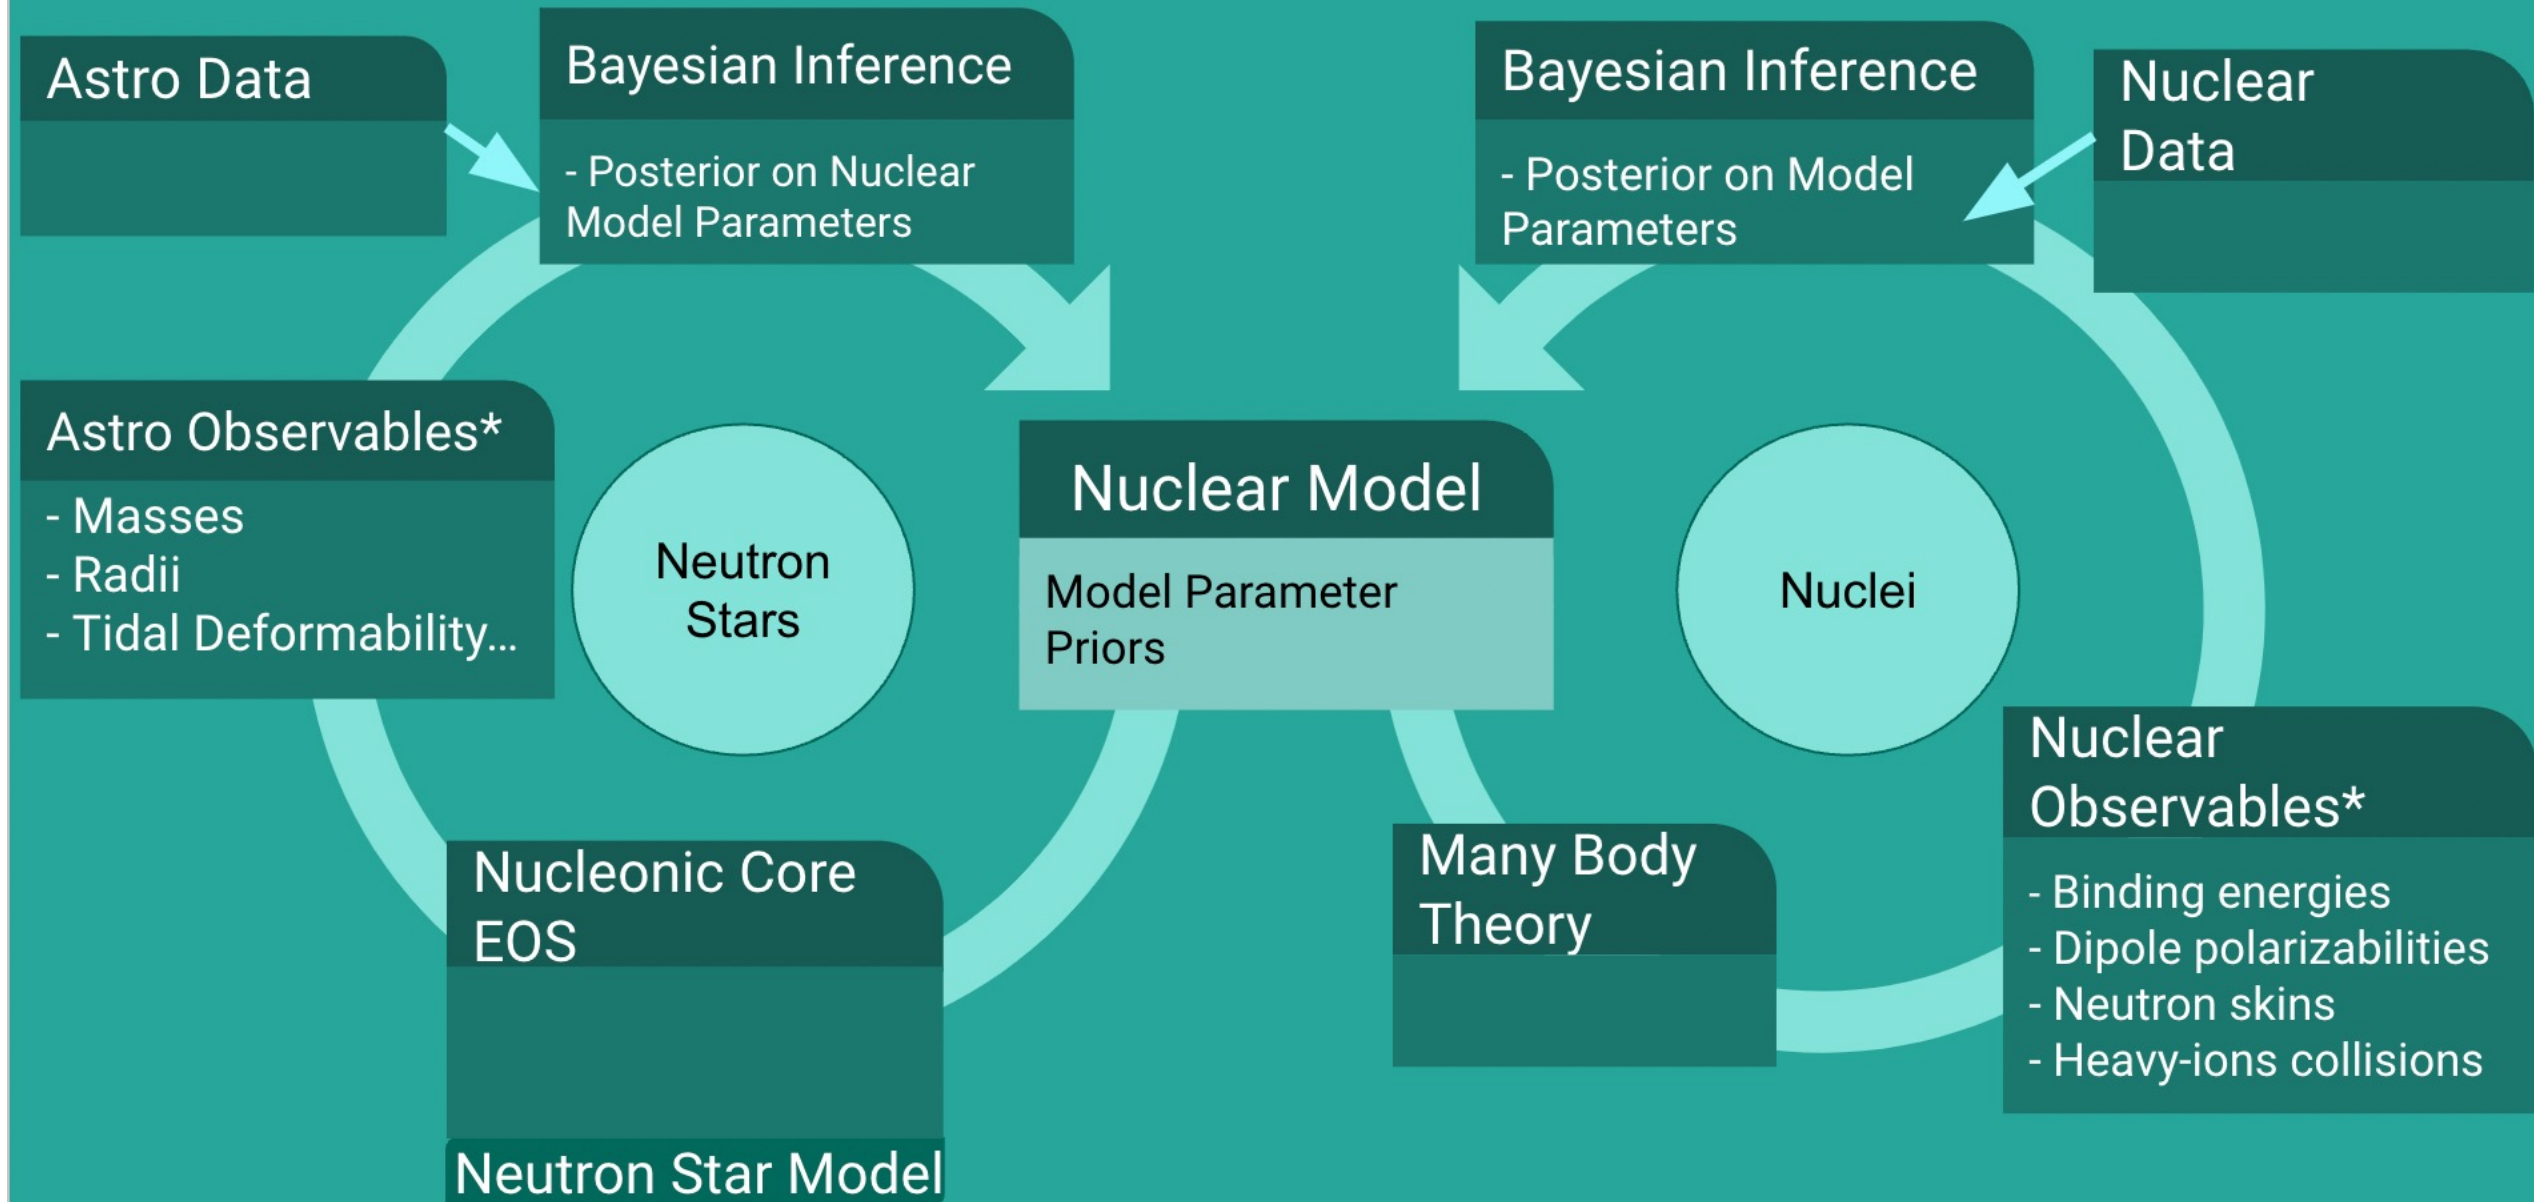 Astro Data
Bayesian Inference
- Posterior on Nuclear
Model Parameters
Bayesian Inference
- Posterior on Model
Parameters
Nuclear
Data
Astro Observables*
- Masses
- Radii
- Tidal Deformability…
Neutron
Stars
Nuclear Model
Model Parameter
Priors
Nuclei
Nucleonic Core
EOS
Neutron Star Model
Many Body
Theory
Nuclear
Observables*
- Binding energies
- Dipole polarizabilities
- Neutron skins
- Heavy-ions collisions